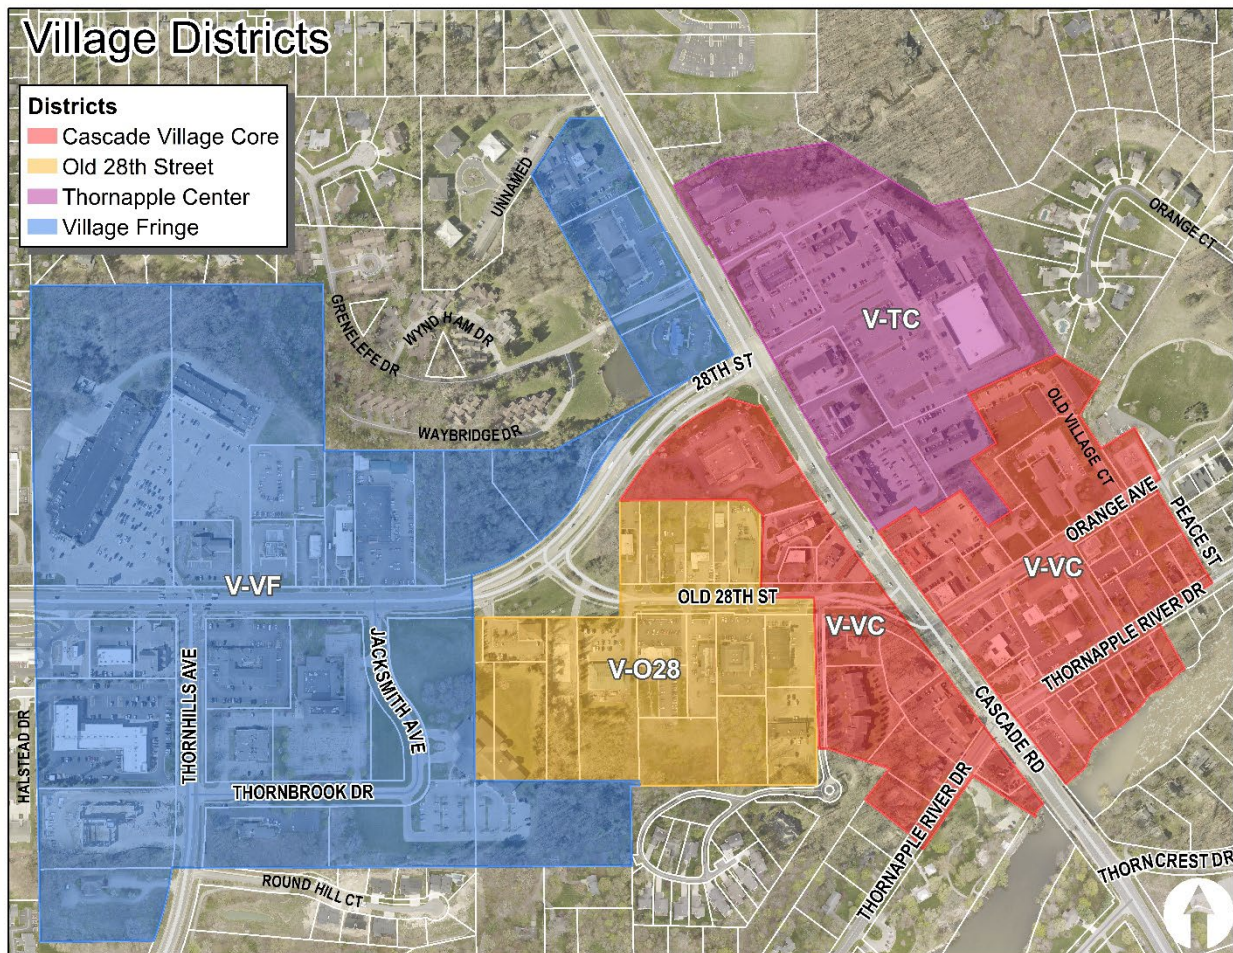 Village Districts
Districts
Cascade Village Core
Old 28th Street
Thornapple Center
Village Fringe
UNNAMED
ORANGE CT
GRENELEFE DR
WYNDHAM DR
V-TC
28TH ST
WAYBRIDGE DR
OLD VILLAGE CT
ORANGE AVE
PEACE ST
V-VF
V-VC
OLD 28TH ST
V-VC
THORNAPPLE RIVER DR
V-O28
JACKSMITH AVE
THORNHILLS AVE
HALSTEAD DR
CASCADE RD
THORNBROOK DR
THORNAPPLE RIVER DR
THORNCREST DR
ROUND HILL CT